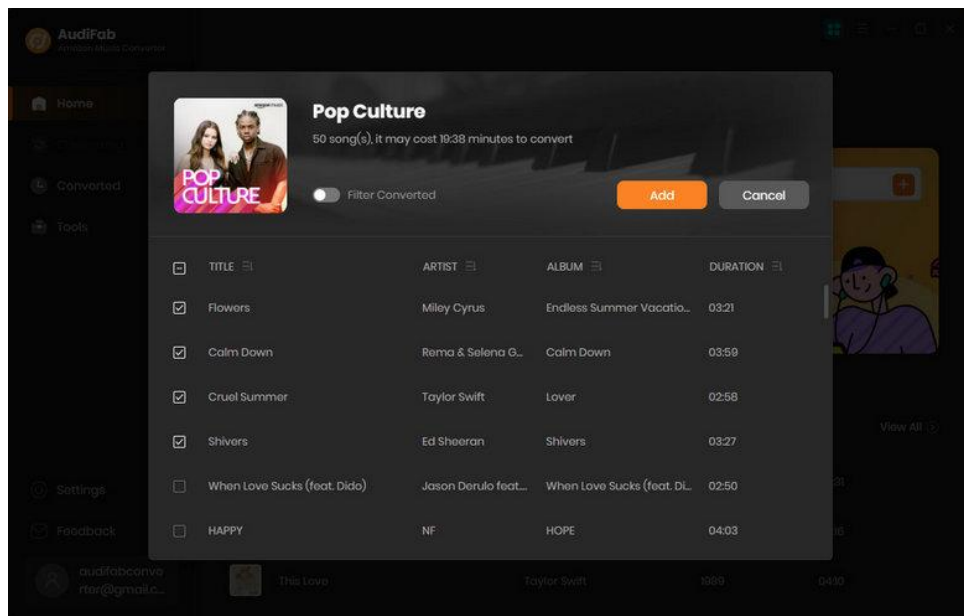 AudiFab
Amazon Music Converter
Home
Converted
Tools
Settings
Feedback
audifabconve
rter@gmail.c...
amazon music
POP
CULTURE
Pop Culture
50 song(s), it may cost 19:38 minutes to convert
Filter Converted
Add
Cancel
TITLE ARTIST ALBUM DURATION
Flowers Miley Cyrus Endless Summer Vacatio... 03:21
Calm Down Rema & Selena G... Calm Down 03:59
Cruel Summer Taylor Swift Lover 02:58
Shivers Ed Sheeran Shivers 03:27
When Love Sucks (feat. Dido) Jason Derulo feat.... When Love Sucks (feat. Di... 02:50
HAPPY NF HOPE 04:03
View All
This Love Taylor Swift 1989 04:10